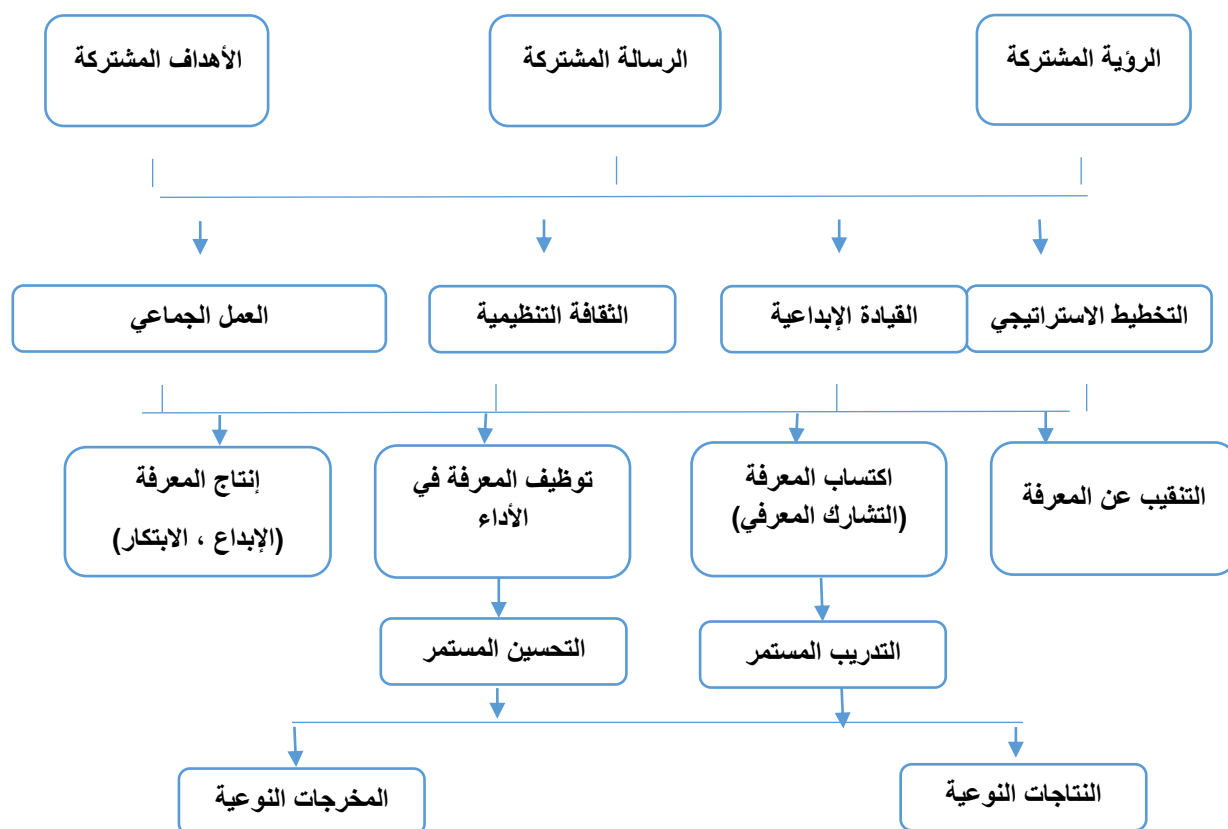 الرؤية المشتركة
الرسالة المشتركة
الأهداف المشتركة
التخطيط الاستراتيجي
القيادة الإبداعية
الثقافة التنظيمية
العمل الجماعي
التنقيب عن المعرفة
اكتساب المعرفة
(التشارك المعرفي)
توظيف المعرفة في
الأداء
إنتاج المعرفة
(الإبداع ، الابتكار)
التدريب المستمر
التحسين المستمر
النتاجات النوعية
المخرجات النوعية